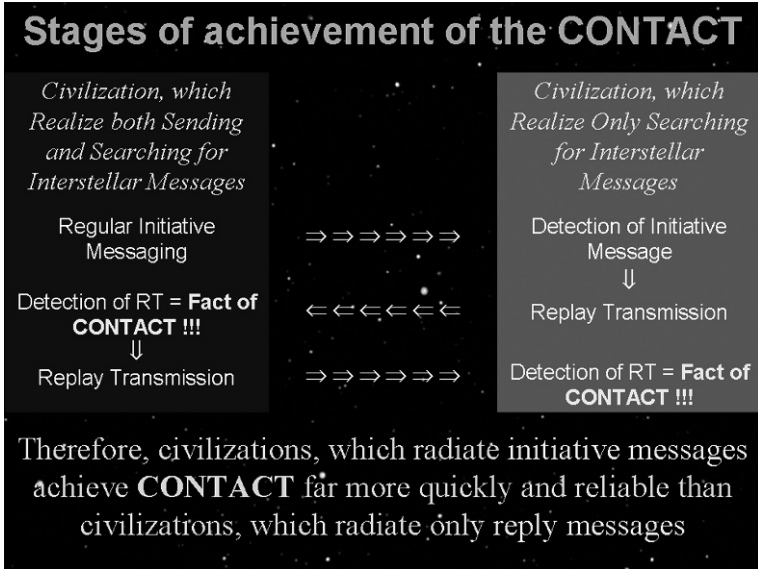 Stages of achievement of the CONTACT
Civilization, which
Realize both Sending
and Searching for
Interstellar Messages
Regular Initiative
Messaging
Detection of RT = Fact of
CONTACT !!!
⇓
Replay Transmission
⇒⇒⇒⇒⇒⇒
⇐⇐⇐⇐⇐⇐
⇒⇒⇒⇒⇒⇒
Civilization, which
Realize Only Searching
for Interstellar
Messages
Detection of Initiative
Message
⇓
Replay Transmission
Detection of RT = Fact of
CONTACT !!!
Therefore, civilizations, which radiate initiative messages
achieve CONTACT far more quickly and reliable than
civilizations, which radiate only reply messages